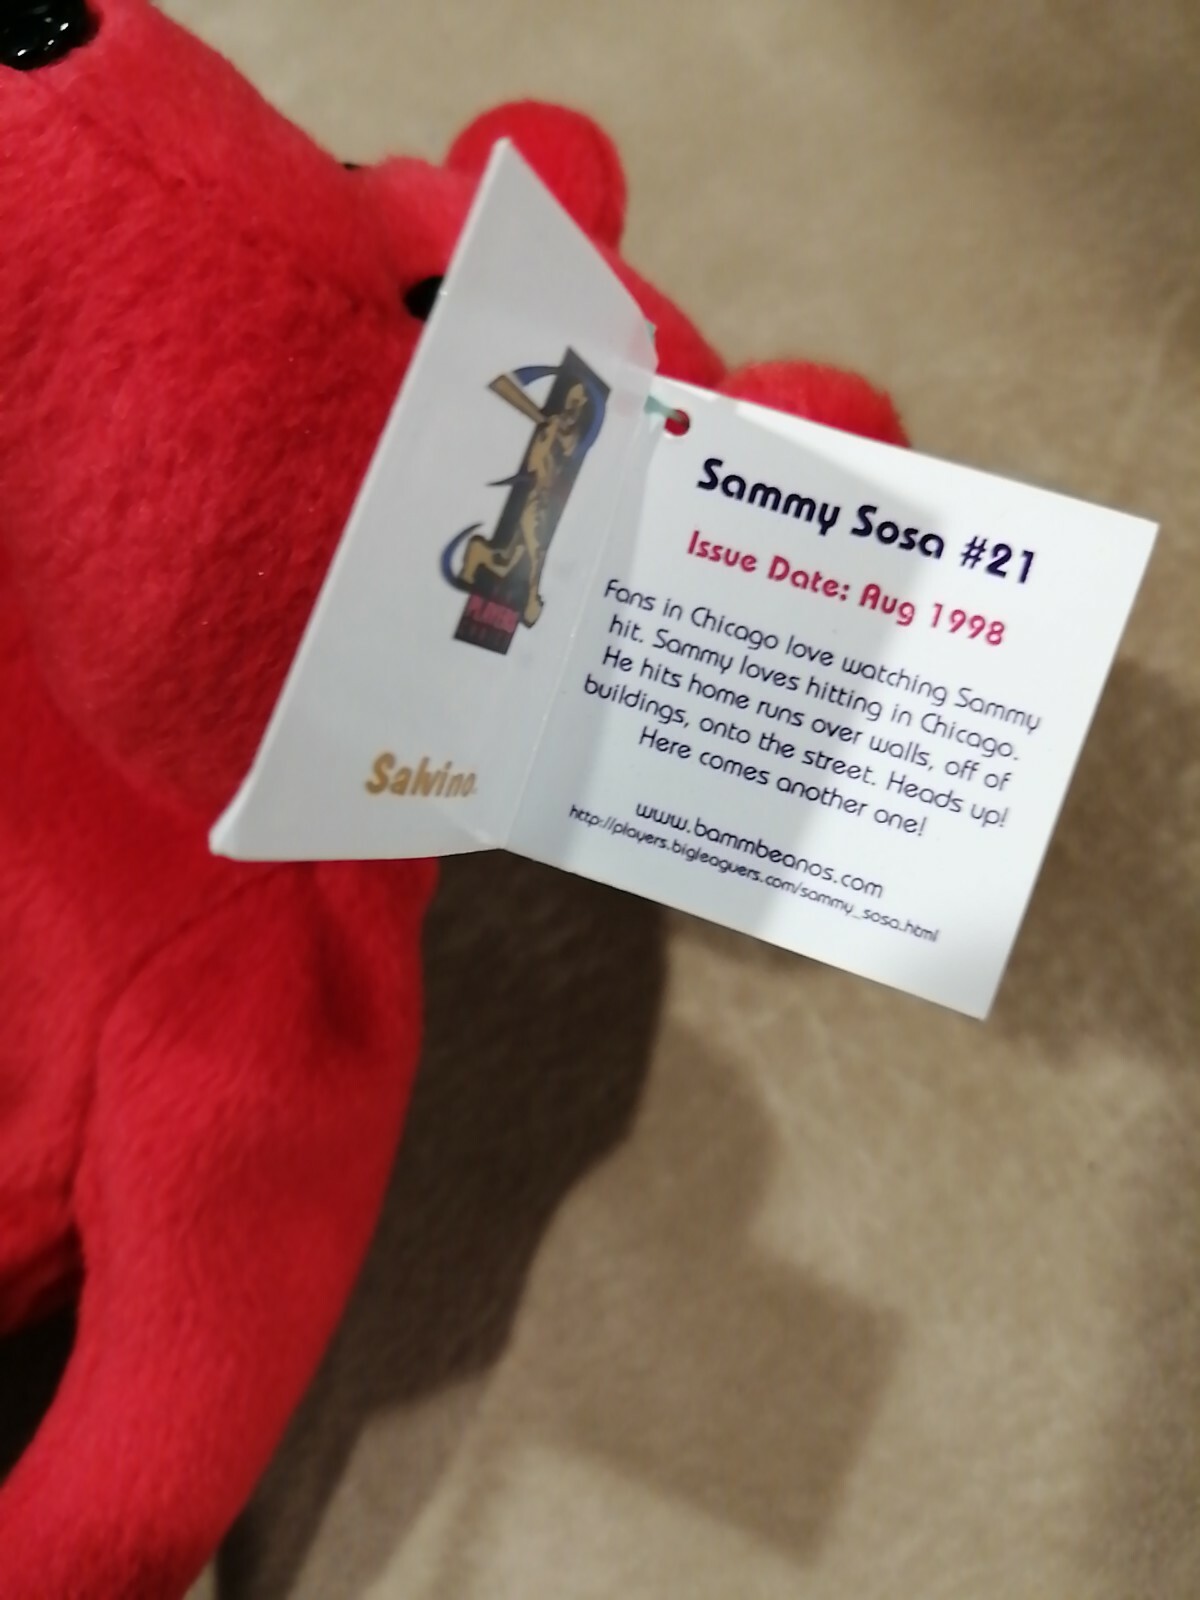 PLAYERS
Salvino
Sammy Sosa #21
Issue Date: Aug 1998
Fans in Chicago love watching Sammy
hit. Sammy loves hitting in Chicago.
He hits home runs over walls, off of
buildings, onto the street. Heads up!
Here comes another one!
www.bammbeanos.com
http://players.bigleaguers.com/sammy_sosa.html